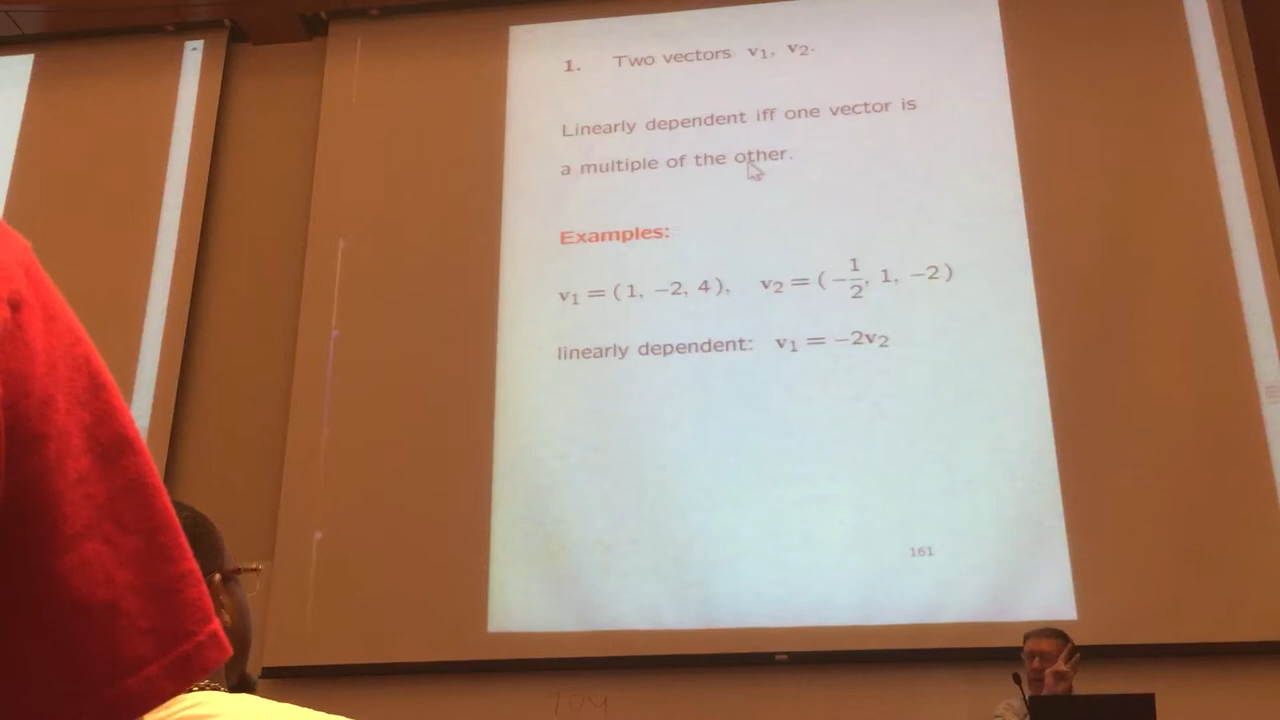 1. Two vectors v₁, v₂.
Linearly dependent iff one vector is
a multiple of the other.
Examples:
v₁ = (1, −2, 4), v₂ = (−1/2, 1, −2)
linearly dependent: v₁ = −2v₂
161